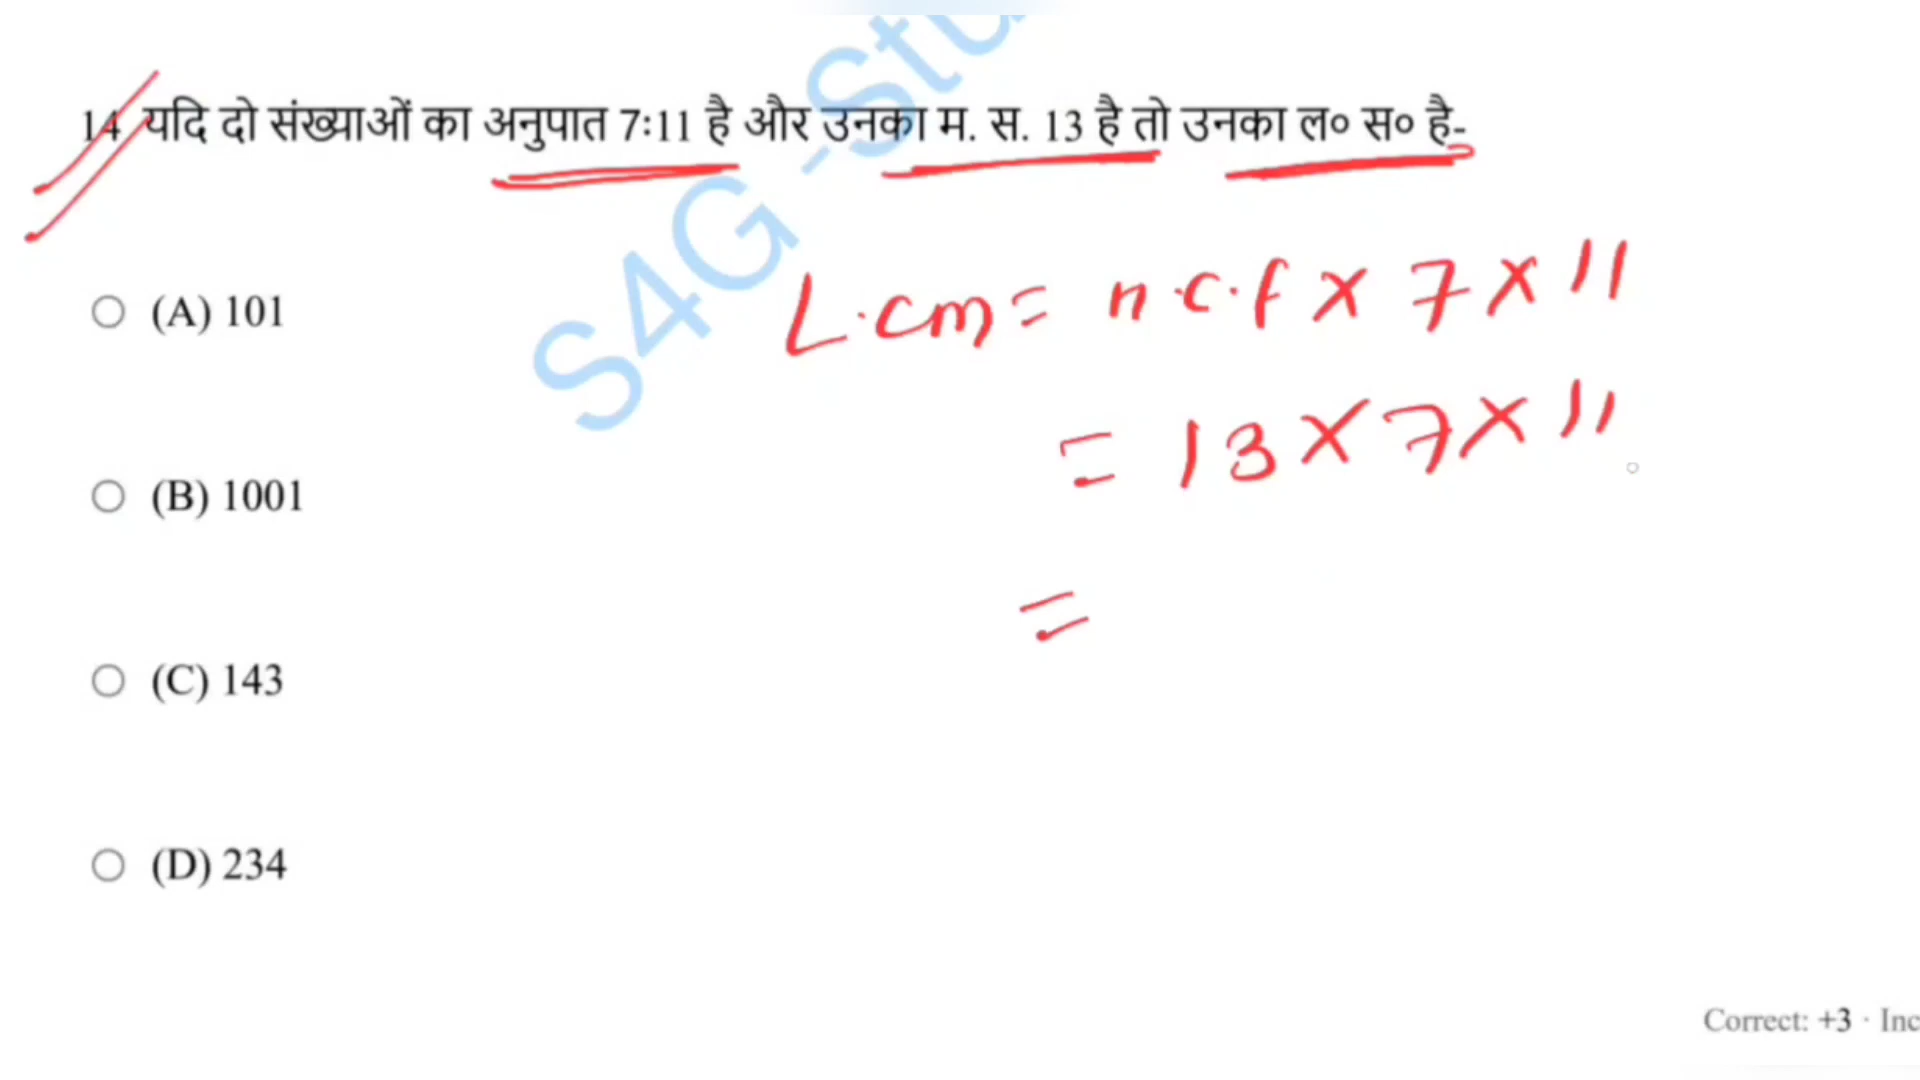 S4G -Stu
14 यदि दो संख्याओं का अनुपात 7:11 है और उनका म. स. 13 है तो उनका ल० स० है-
(A) 101
L.cm = H.C.f x 7 x 11
= 13 x 7 x 11
(B) 1001
=
(C) 143
(D) 234
Correct: +3 · Inc